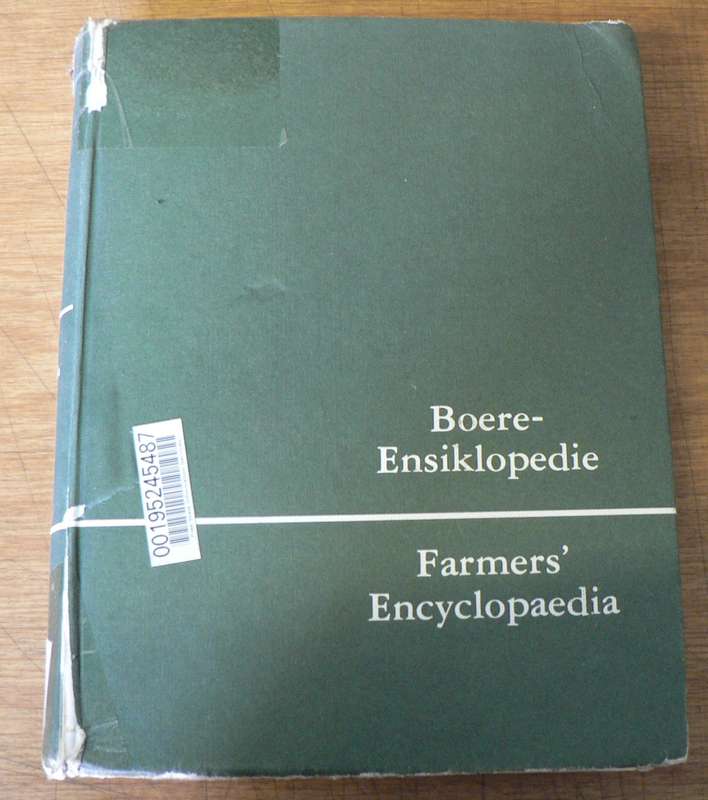 Boere-
Ensiklopedie
00195245487
Farmers'
Encyclopaedia